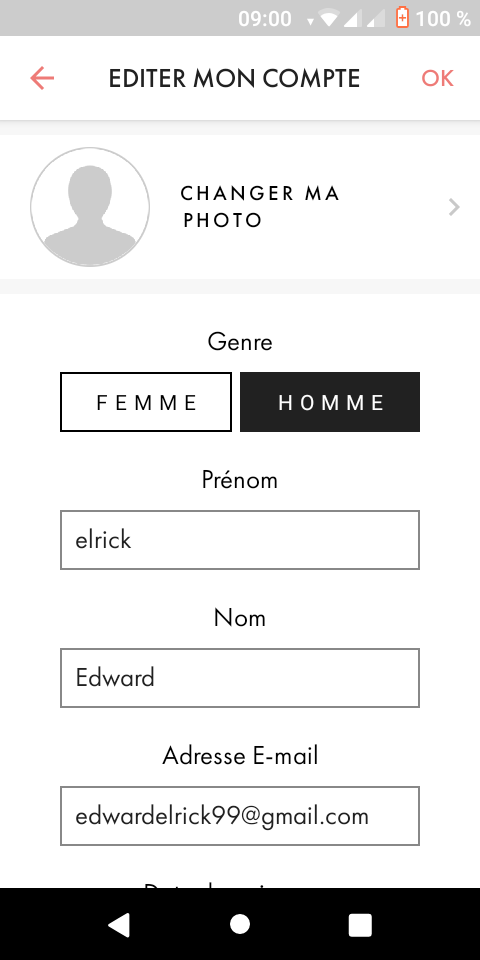 09:00 100 %
EDITER MON COMPTE OK
CHANGER MA
PHOTO
Genre
FEMME HOMME
Prénom
elrick
Nom
Edward
Adresse E-mail
edwardelrick99@gmail.com